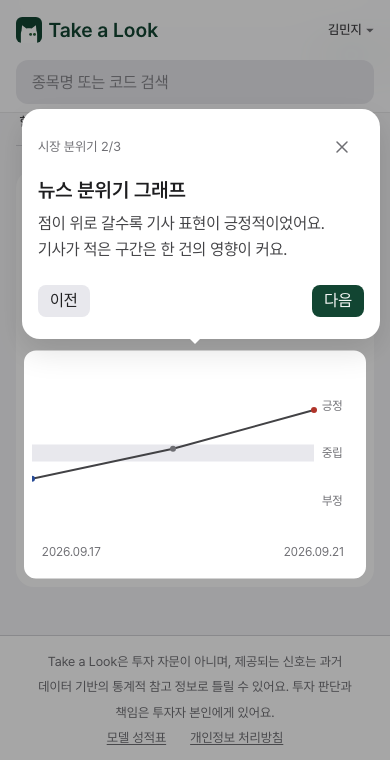 Take a Look
김민지
종목명 또는 코드 검색
시장 분위기 2/3
뉴스 분위기 그래프
점이 위로 갈수록 기사 표현이 긍정적이었어요.
기사가 적은 구간은 한 건의 영향이 커요.
이전
다음
긍정
중립
부정
2026.09.17
2026.09.21
Take a Look은 투자 자문이 아니며, 제공되는 신호는 과거
데이터 기반의 통계적 참고 정보로 틀릴 수 있어요. 투자 판단과
책임은 투자자 본인에게 있어요.
모델 성적표
개인정보 처리방침